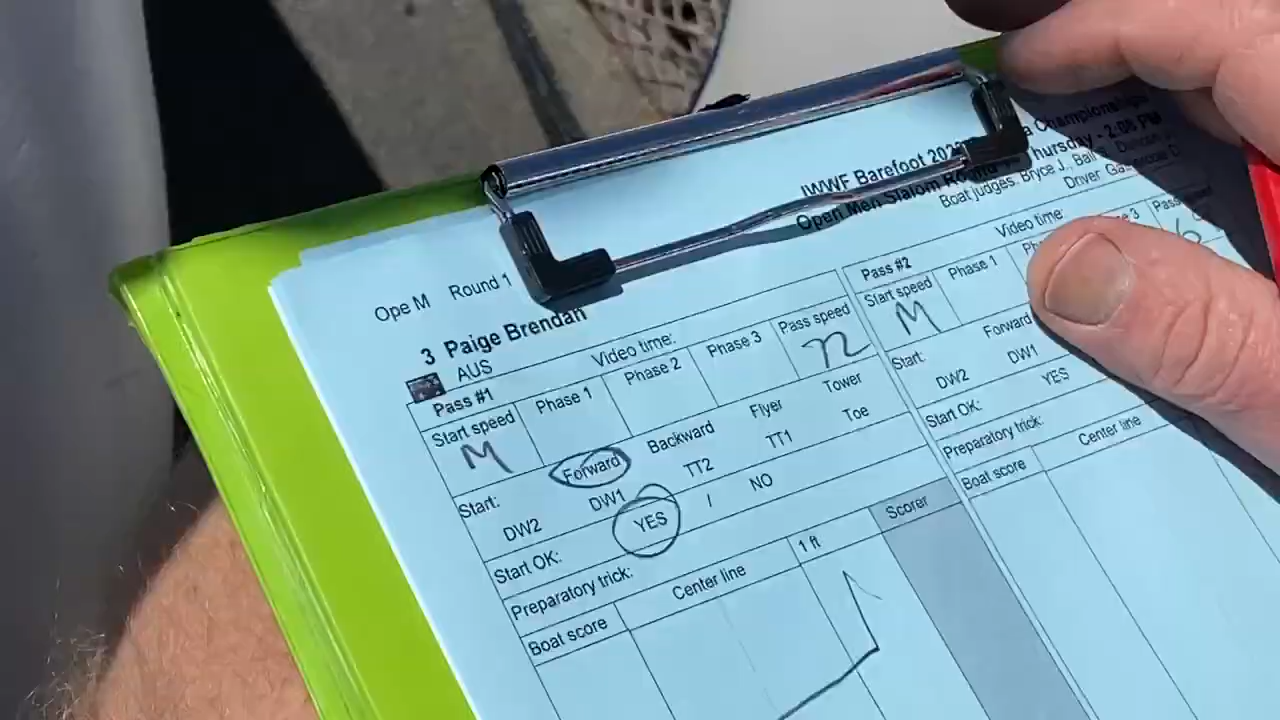 IWWF Barefoot Championships
Open Men Slalom Thursday - 2:06 PM
Boat judges: Bryce J., Ball
Driver
Ope M Round 1
3 Paige Brendan
AUS
Video time:
Pass #1
Start speed Phase 1 Phase 2 Phase 3 Pass speed
M
Start: Forward Backward Flyer Tower
DW2 DW1 TT2 TT1 Toe
Start OK: YES / NO
Preparatory trick:
Boat score Center line 1 ft Scorer
Pass #2
Video time:
Start speed Phase 1 3 Pass
M
Start: Forward
DW2 DW1
Start OK: YES
Preparatory trick:
Boat score Center line